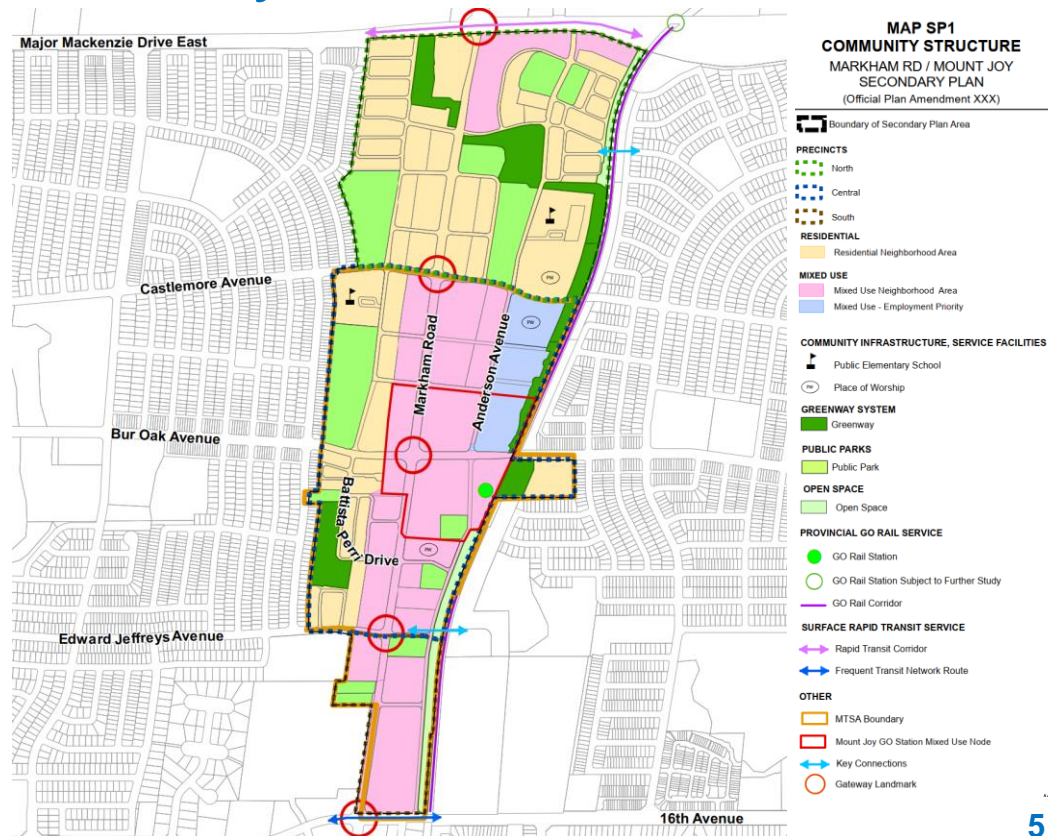 Major Mackenzie Drive East
Castlemore Avenue
Markham Road
Anderson Avenue
Bur Oak Avenue
Battista Perri Drive
Edward Jeffreys Avenue
16th Avenue
PW
PW
PW
MAP SP1
COMMUNITY STRUCTURE
MARKHAM RD / MOUNT JOY
SECONDARY PLAN
(Official Plan Amendment XXX)
Boundary of Secondary Plan Area
PRECINCTS
North
Central
South
RESIDENTIAL
Residential Neighborhood Area
MIXED USE
Mixed Use Neighborhood Area
Mixed Use - Employment Priority
COMMUNITY INFRASTRUCTURE, SERVICE FACILITIES
Public Elementary School
PW
Place of Worship
GREENWAY SYSTEM
Greenway
PUBLIC PARKS
Public Park
OPEN SPACE
Open Space
PROVINCIAL GO RAIL SERVICE
GO Rail Station
GO Rail Station Subject to Further Study
GO Rail Corridor
SURFACE RAPID TRANSIT SERVICE
Rapid Transit Corridor
Frequent Transit Network Route
OTHER
MTSA Boundary
Mount Joy GO Station Mixed Use Node
Key Connections
Gateway Landmark
5